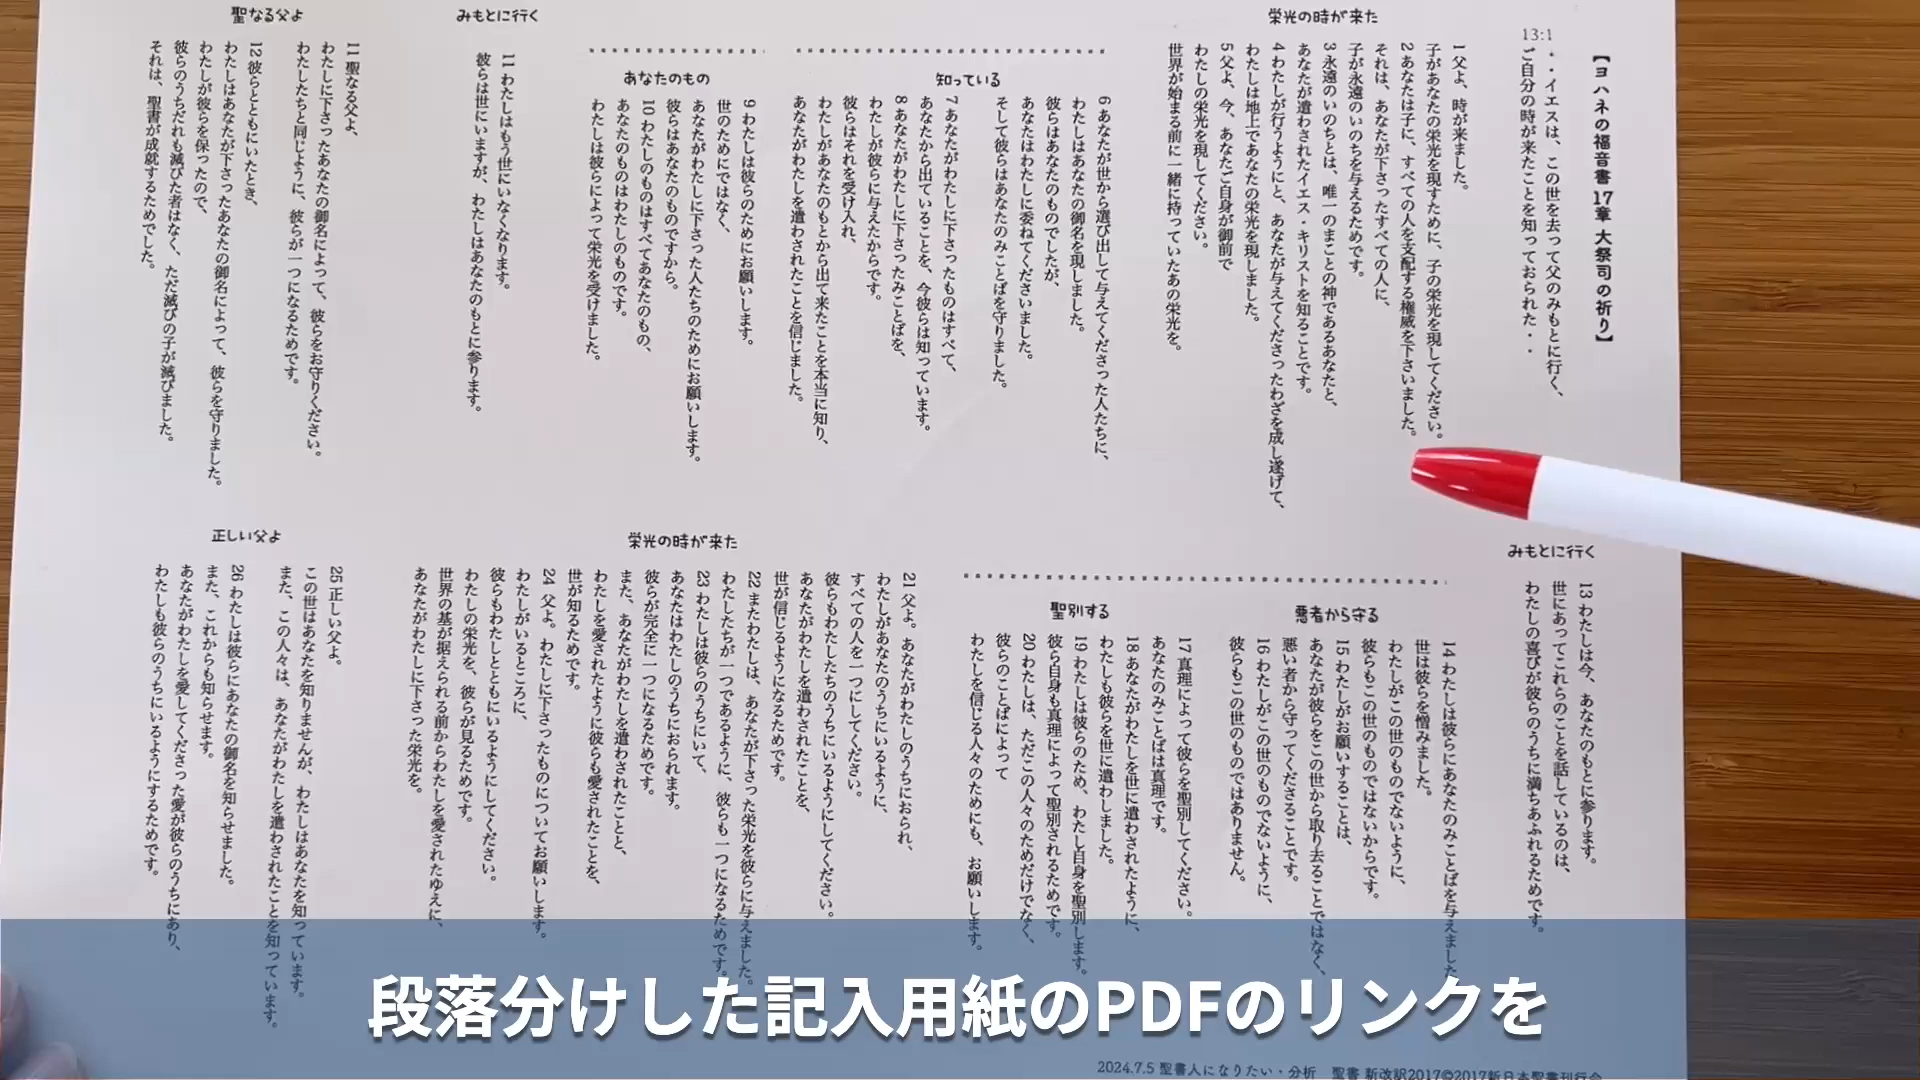 【ヨハネの福音書 17章 大祭司の祈り】
13:1
・・イエスは、この世を去って父のみもとに行く、
ご自分の時が来たことを知っておられた・・
栄光の時が来た
1 父よ、時が来ました。
子があなたの栄光を現すために、子の栄光を現してください。
2 あなたは子に、すべての人を支配する権威を下さいました。
それは、あなたが下さったすべての人に、
子が永遠のいのちを与えるためです。
3 永遠のいのちとは、唯一のまことの神であるあなたと、
あなたが遣わされたイエス・キリストを知ることです。
4 わたしが行うようにと、あなたが与えてくださったわざを成し遂げて、
わたしは地上であなたの栄光を現しました。
5 父よ、今、あなたご自身が御前で
わたしの栄光を現してください。
世界が始まる前に一緒に持っていたあの栄光を。
知っている
6 あなたが世から選び出して与えてくださった人たちに、
わたしはあなたの御名を現しました。
彼らはあなたのものでしたが、
あなたはわたしに委ねてくださいました。
そして彼らはあなたのみことばを守りました。
7 あなたがわたしに下さったものはすべて、
あなたから出ていることを、今彼らは知っています。
8 あなたがわたしに下さったみことばを、
わたしが彼らに与えたからです。
彼らはそれを受け入れ、
わたしがあなたのもとから出て来たことを本当に知り、
あなたがわたしを遣わされたことを信じました。
あなたのもの
9 わたしは彼らのためにお願いします。
世のためにではなく、
あなたがわたしに下さった人たちのためにお願いします。
彼らはあなたのものですから。
10 わたしのものはすべてあなたのもの、
あなたのものはわたしのものです。
わたしは彼らによって栄光を受けました。
みもとに行く
11 わたしはもう世にいなくなります。
彼らは世にいますが、わたしはあなたのもとに参ります。
聖なる父よ
11 聖なる父よ、
わたしに下さったあなたの御名によって、彼らをお守りください。
わたしたちと同じように、彼らが一つになるためです。
12 彼らとともにいたとき、
わたしはあなたが下さったあなたの御名によって、彼らを守りました。
わたしが彼らを保ったので、
彼らのうちだれも滅びた者はなく、ただ滅びの子が滅びました。
それは、聖書が成就するためでした。
みもとに行く
13 わたしは今、あなたのもとに参ります。
世にあってこれらのことを話しているのは、
わたしの喜びが彼らのうちに満ちあふれるためです。
悪者から守る
14 わたしは彼らにあなたのみことばを与えました
世は彼らを憎みました。
わたしがこの世のものでないように、
彼らもこの世のものではないからです。
15 わたしがお願いすることは、
あなたが彼らをこの世から取り去ることではなく、
悪い者から守ってくださることです。
16 わたしがこの世のものでないように、
彼らもこの世のものではありません。
聖別する
17 真理によって彼らを聖別してください。
あなたのみことばは真理です。
18 あなたがわたしを世に遣わされたように、
わたしも彼らを世に遣わしました。
19 わたしは彼らのため、わたし自身を聖別します。
彼ら自身も真理によって聖別されるためです。
20 わたしは、ただこの人々のためだけでなく、
彼らのことばによって
わたしを信じる人々のためにも、お願いします。
栄光の時が来た
21 父よ。あなたがわたしのうちにおられ、
わたしがあなたのうちにいるように、
すべての人を一つにしてください。
彼らもわたしたちのうちにいるようにしてください。
あなたがわたしを遣わされたことを、
世が信じるようになるためです。
22 またわたしは、あなたが下さった栄光を彼らに与えました。
わたしたちが一つであるように、彼らも一つになるためです。
23 わたしは彼らのうちにいて、
あなたはわたしのうちにおられます。
彼らが完全に一つになるためです。
また、あなたがわたしを遣わされたことと、
わたしを愛されたように彼らも愛されたことを、
世が知るためです。
24 父よ。わたしに下さったものについてお願いします。
わたしがいるところに、
彼らもわたしとともにいるようにしてください。
わたしの栄光を、彼らが見るためです。
世界の基が据えられる前からわたしを愛されたゆえに、
あなたがわたしに下さった栄光を。
正しい父よ
25 正しい父よ。
この世はあなたを知りませんが、わたしはあなたを知っています。
また、この人々は、あなたがわたしを遣わされたことを知っています。
26 わたしは彼らにあなたの御名を知らせました。
また、これからも知らせます。
あなたがわたしを愛してくださった愛が彼らのうちにあり、
わたしも彼らのうちにいるようにするためです。
段落分けした記入用紙のPDFのリンクを
2024.7.5 聖書人になりたい・分析 聖書 新改訳2017©2017新日本聖書刊行会